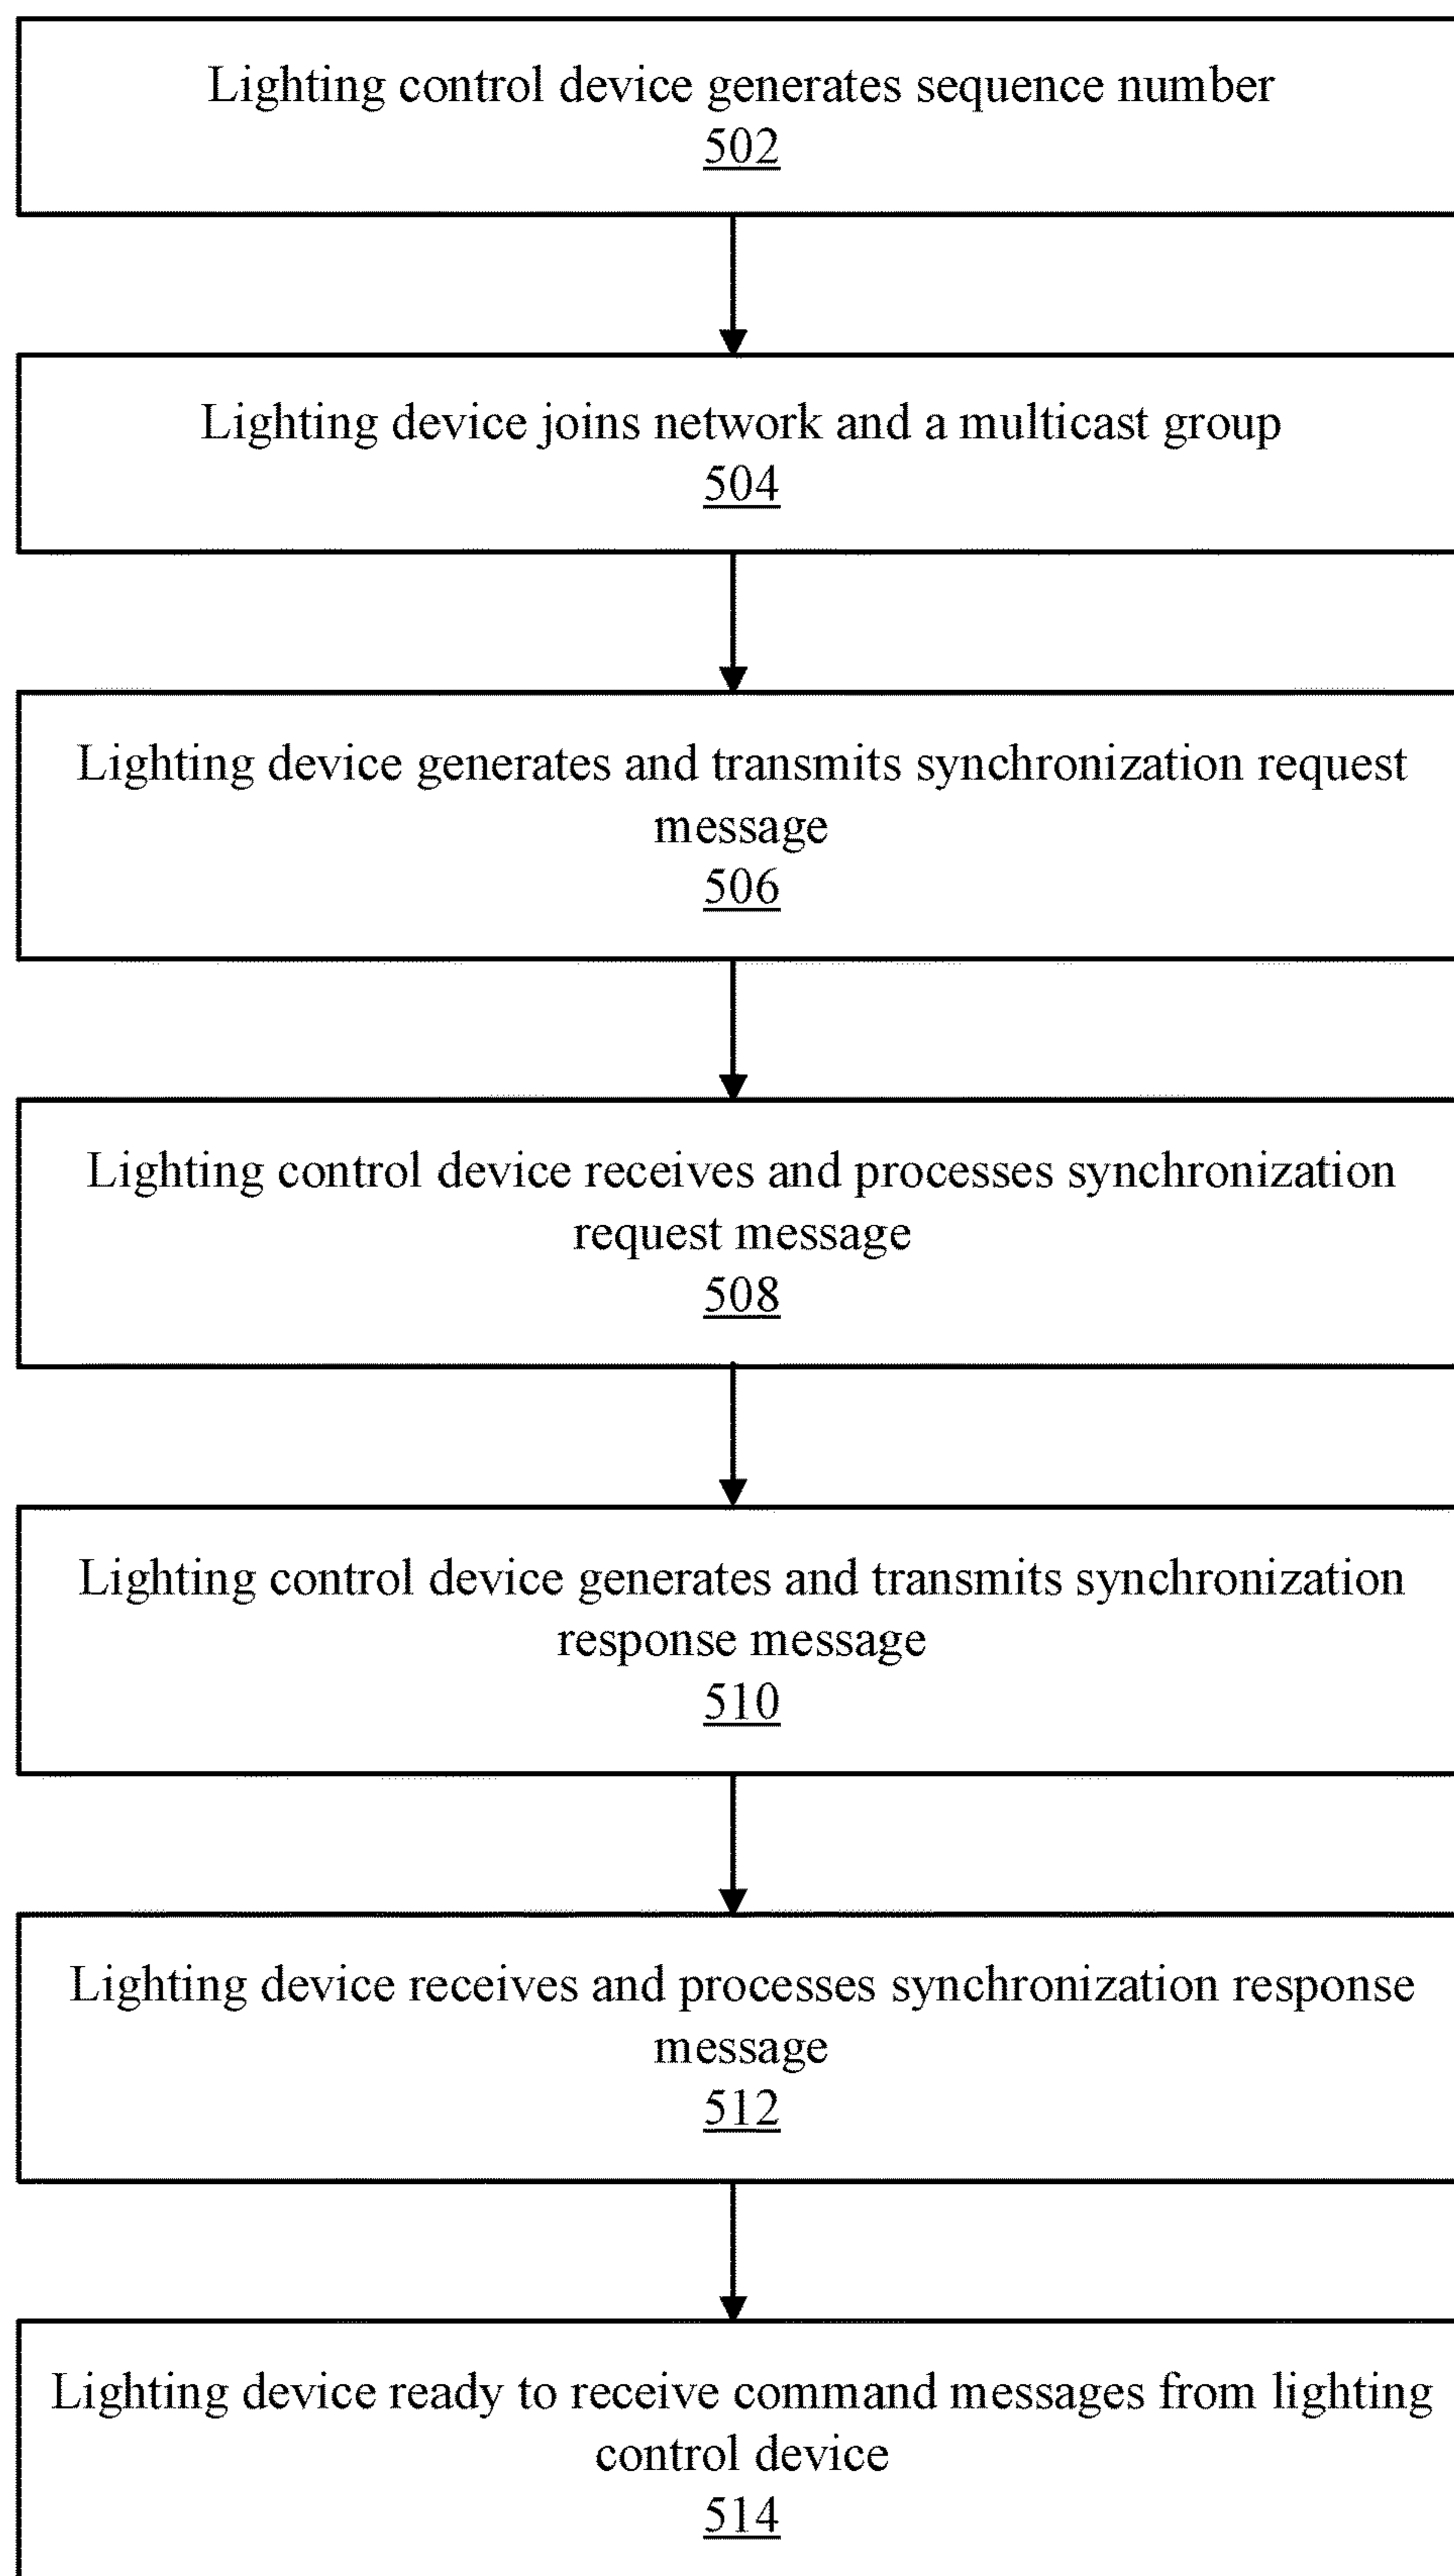 Lighting control device generates sequence number
502
Lighting device joins network and a multicast group
504
Lighting device generates and transmits synchronization request
message
506
Lighting control device receives and processes synchronization
request message
508
Lighting control device generates and transmits synchronization
response message
510
Lighting device receives and processes synchronization response
message
512
Lighting device ready to receive command messages from lighting
control device
514